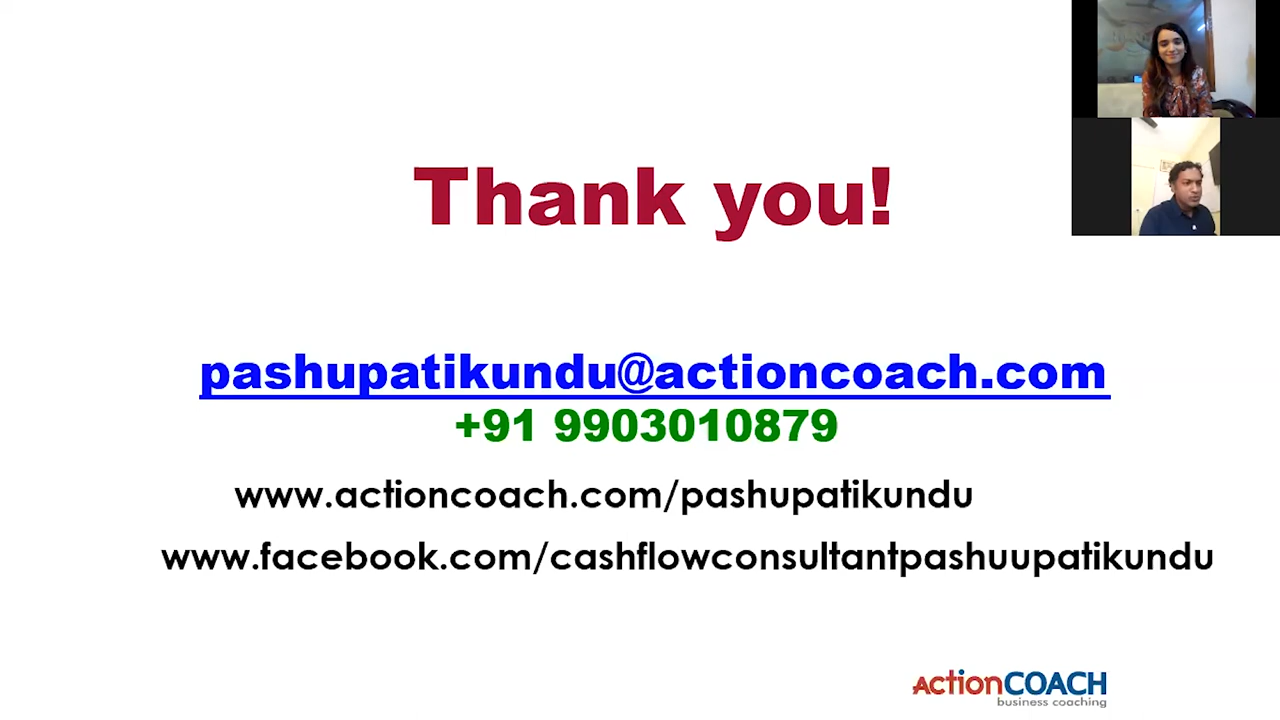 Thank you!
pashupatikundu@actioncoach.com
+91 9903010879
www.actioncoach.com/pashupatikundu
www.facebook.com/cashflowconsultantpashuupatikundu
ActionCOACH
business coaching